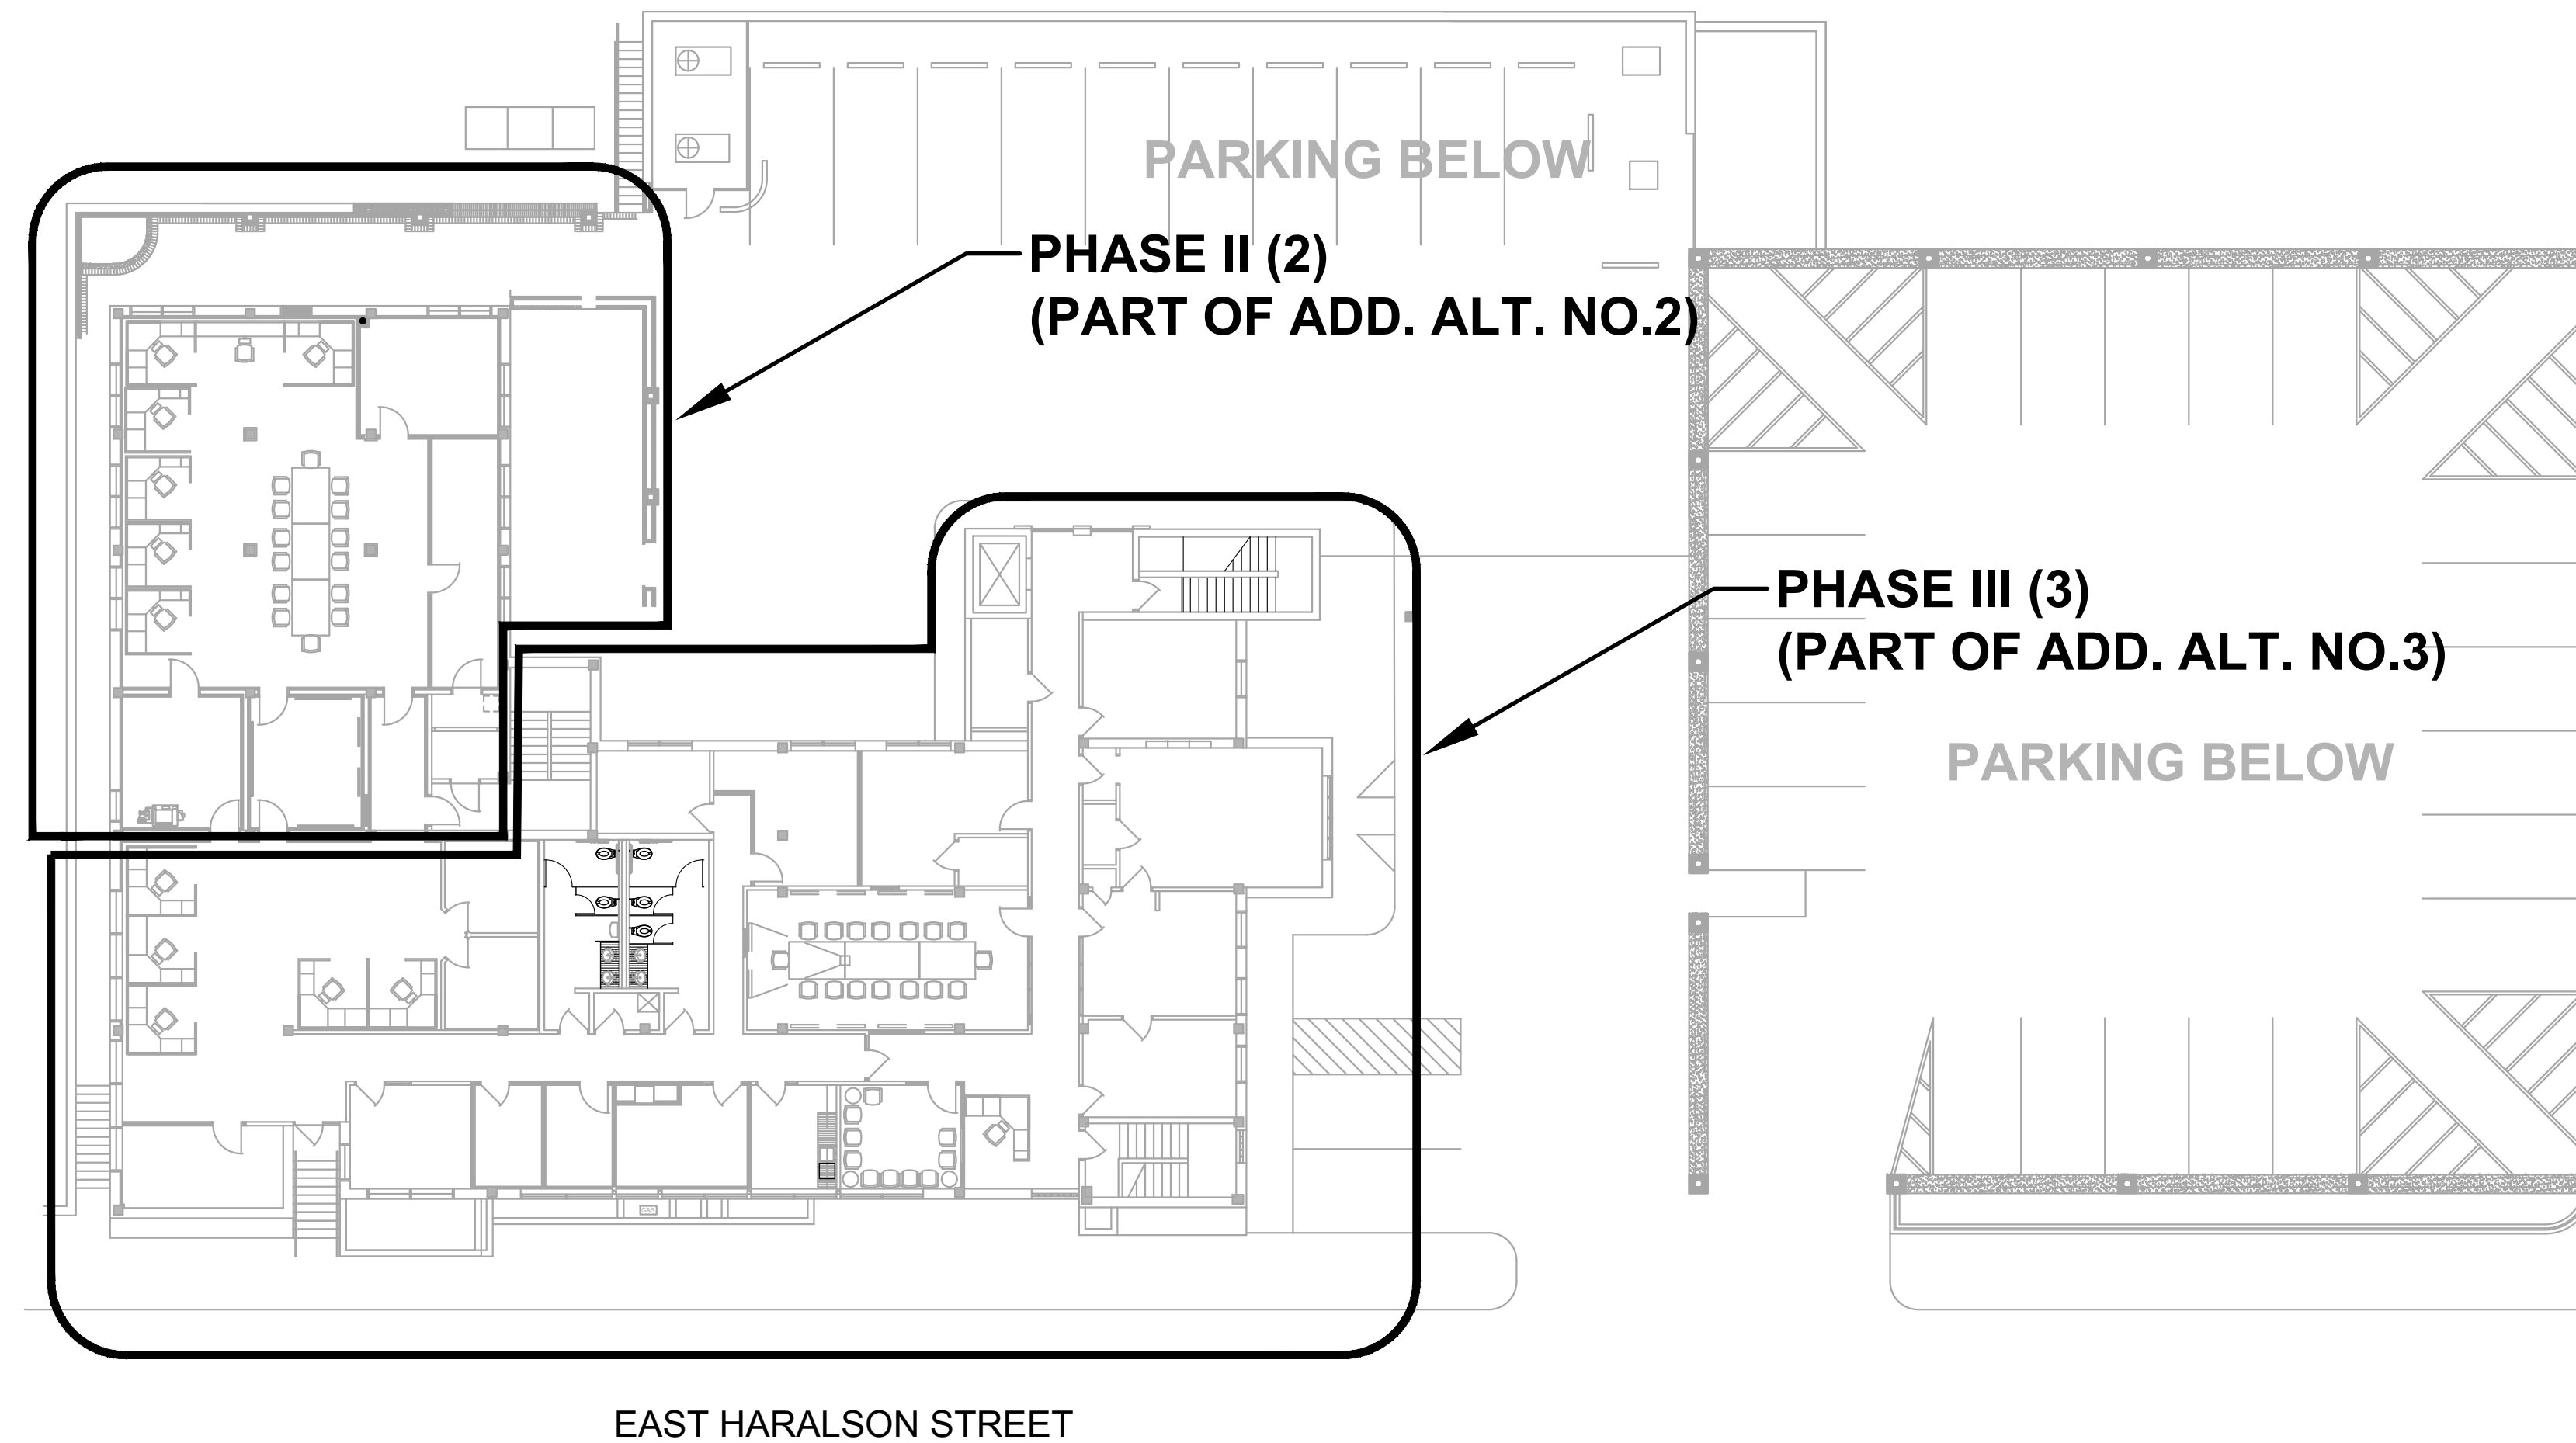 PARKING BELOW
PHASE II (2)
(PART OF ADD. ALT. NO.2)
PHASE III (3)
(PART OF ADD. ALT. NO.3)
PARKING BELOW
GAS
EAST HARALSON STREET